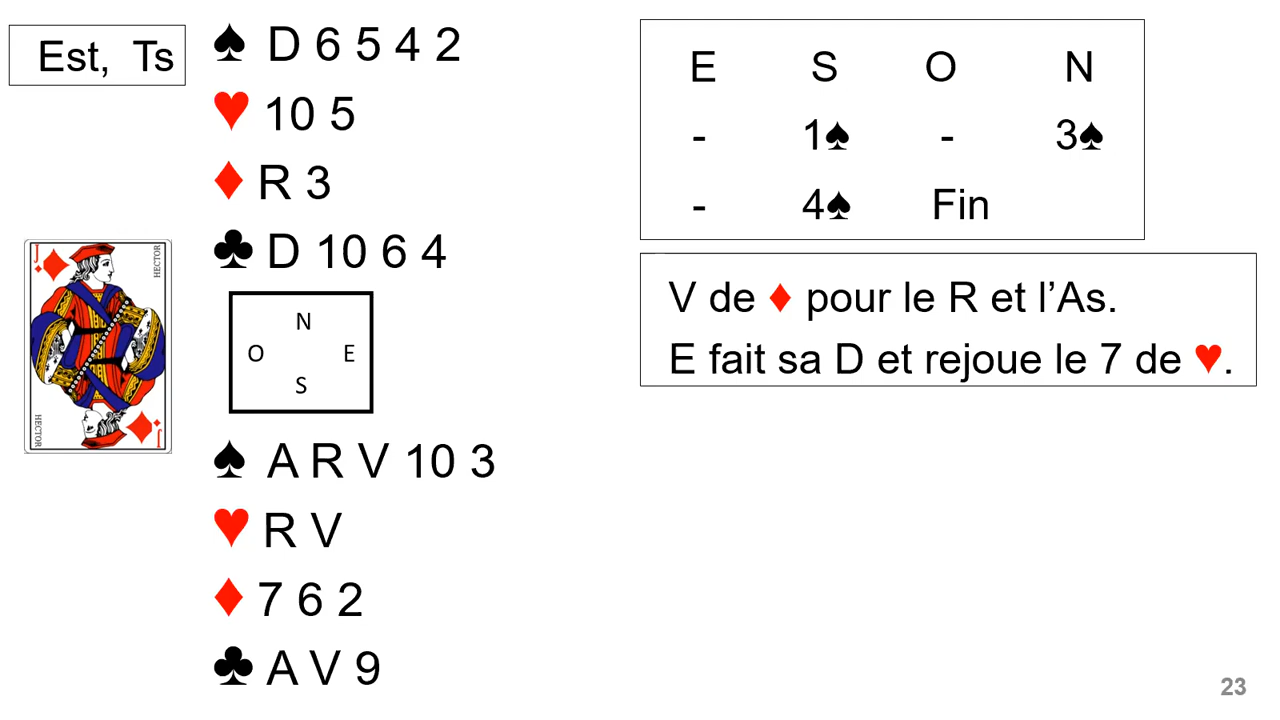 Est, Ts
♠ D 6 5 4 2
♥ 10 5
♦ R 3
♣ D 10 6 4
J
HECTOR
HECTOR
J
N
O E
S
♠ A R V 10 3
♥ R V
♦ 7 6 2
♣ A V 9
E S O N
- 1♠ - 3♠
- 4♠ Fin
V de ♦ pour le R et l’As.
E fait sa D et rejoue le 7 de ♥.
23